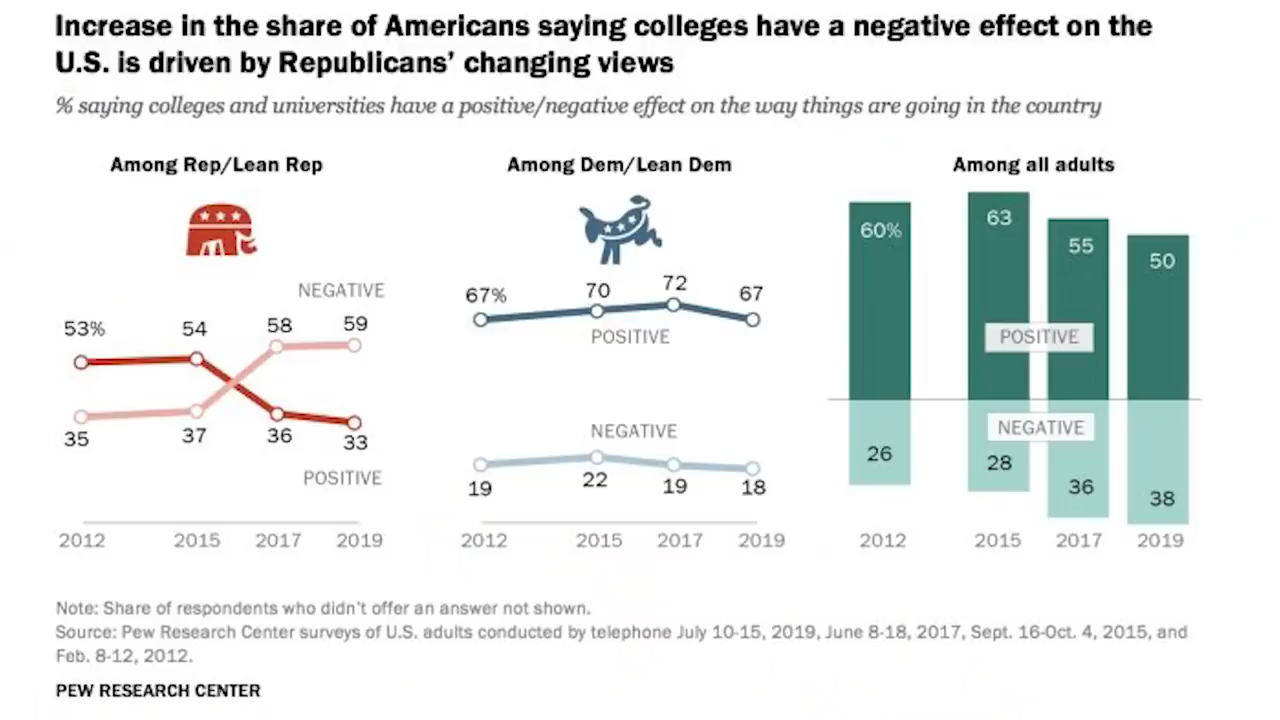 Increase in the share of Americans saying colleges have a negative effect on the
U.S. is driven by Republicans’ changing views
% saying colleges and universities have a positive/negative effect on the way things are going in the country
Among Rep/Lean Rep
NEGATIVE
53%
54
58
59
35
37
36
33
POSITIVE
2012
2015
2017
2019
Among Dem/Lean Dem
67%
70
72
67
POSITIVE
NEGATIVE
19
22
19
18
2012
2015
2017
2019
Among all adults
60%
63
55
50
POSITIVE
NEGATIVE
26
28
36
38
2012
2015
2017
2019
Note: Share of respondents who didn’t offer an answer not shown.
Source: Pew Research Center surveys of U.S. adults conducted by telephone July 10-15, 2019, June 8-18, 2017, Sept. 16-Oct. 4, 2015, and
Feb. 8-12, 2012.
PEW RESEARCH CENTER